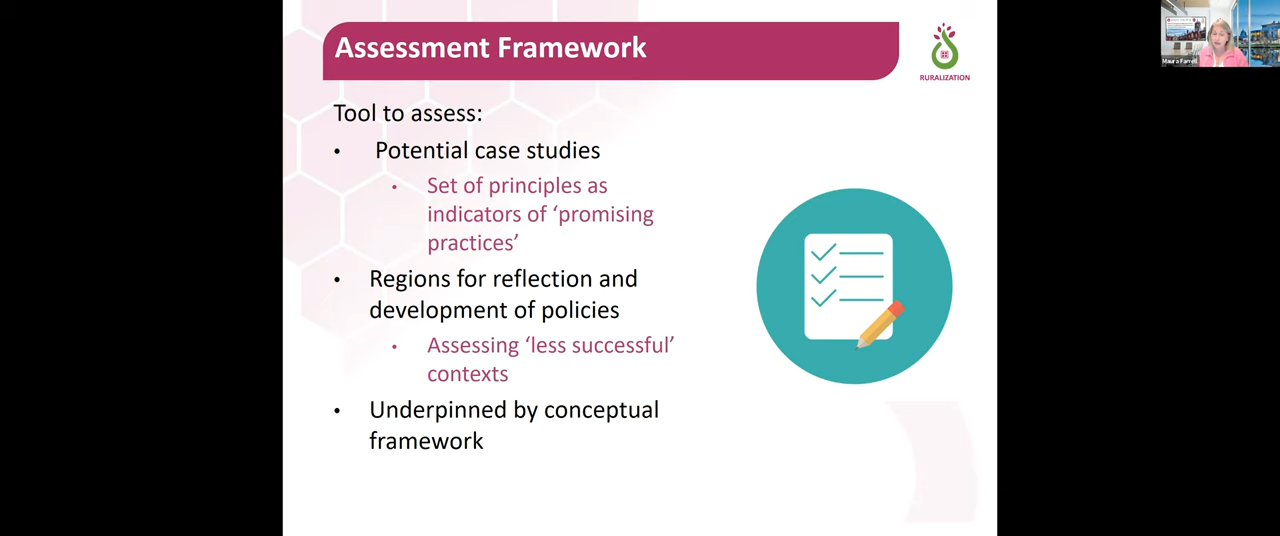 Assessment Framework
RURALIZATION
Tool to assess:
• Potential case studies
• Set of principles as
indicators of ‘promising
practices’
• Regions for reflection and
development of policies
• Assessing ‘less successful’
contexts
• Underpinned by conceptual
framework
Maura Farrell